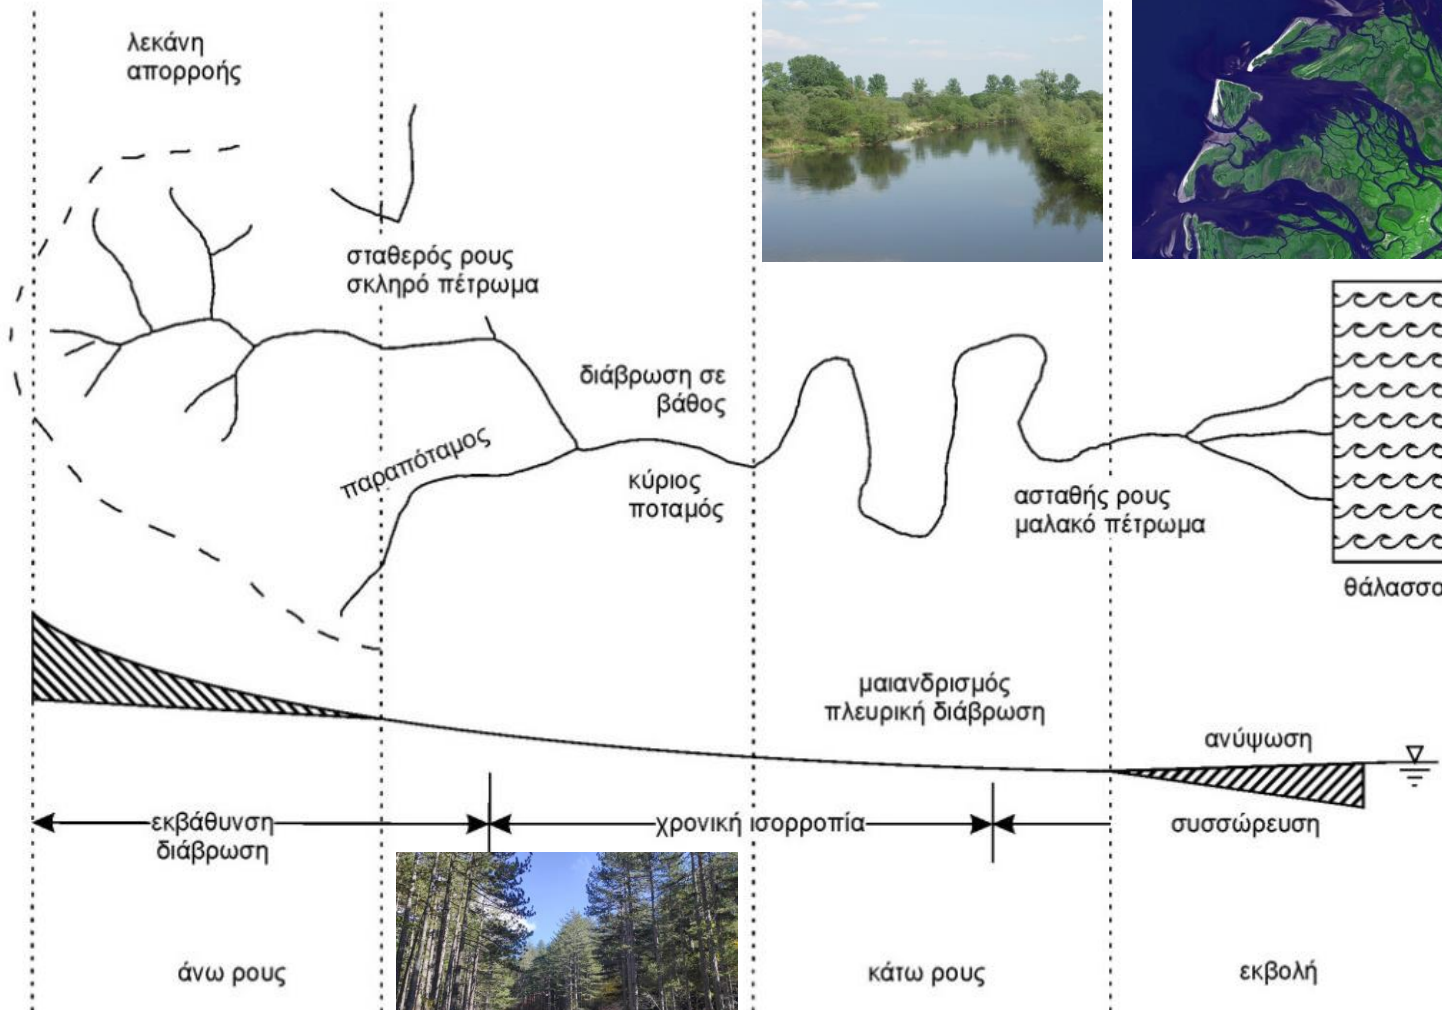 λεκάνη
απορροής
σταθερός ρους
σκληρό πέτρωμα
διάβρωση σε
βάθος
παραπόταμος
κύριος
ποταμός
ασταθής ρους
μαλακό πέτρωμα
θάλασσα
μαιανδρισμός
πλευρική διάβρωση
ανύψωση
εκβάθυνση
διάβρωση
χρονική ισορροπία
συσσώρευση
άνω ρους
κάτω ρους
εκβολή